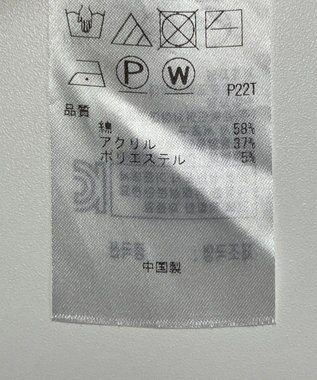 P W
P22T
品質
綿 58%
アクリル 37%
ポリエステル 5%
中国製